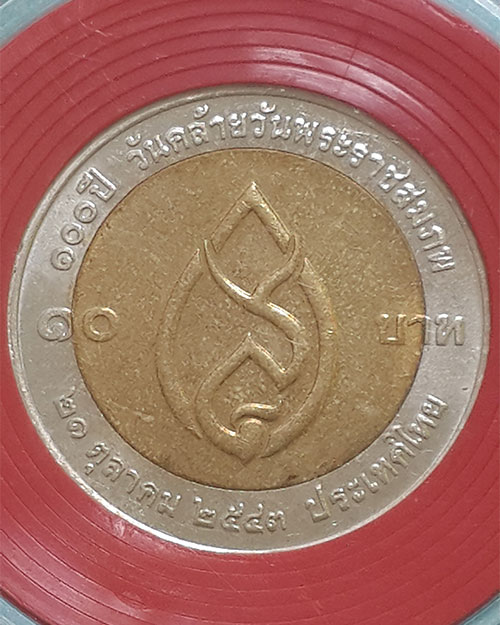 ๑๐๐ปี วันคล้ายวันพระราชสมภพ
๑๐ บาท
๒๑ ตุลาคม ๒๕๔๓ ประเทศไทย